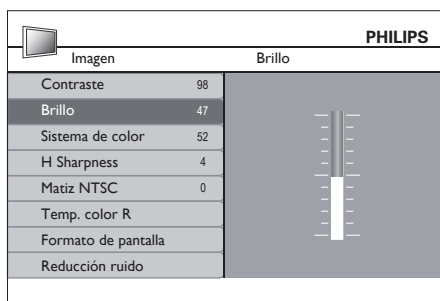 PHILIPS
Imagen Brillo
Contraste 98
Brillo 47
Sistema de color 52
H Sharpness 4
Matiz NTSC 0
Temp. color R
Formato de pantalla
Reducción ruido